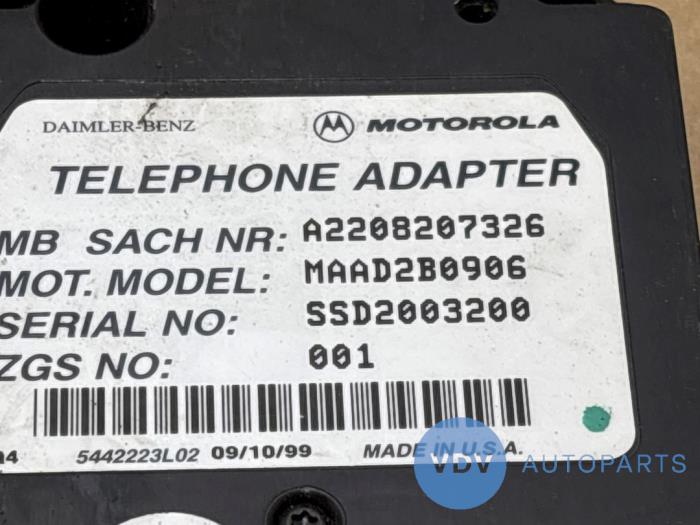 DAIMLER-BENZ MOTOROLA
TELEPHONE ADAPTER
MB SACH NR: A2208207326
MOT. MODEL: MAAD2B0906
SERIAL NO: SSD2003200
ZGS NO: 001
5442223L02 09/10/99 MADE IN U.S.A.
VDV AUTOPARTS